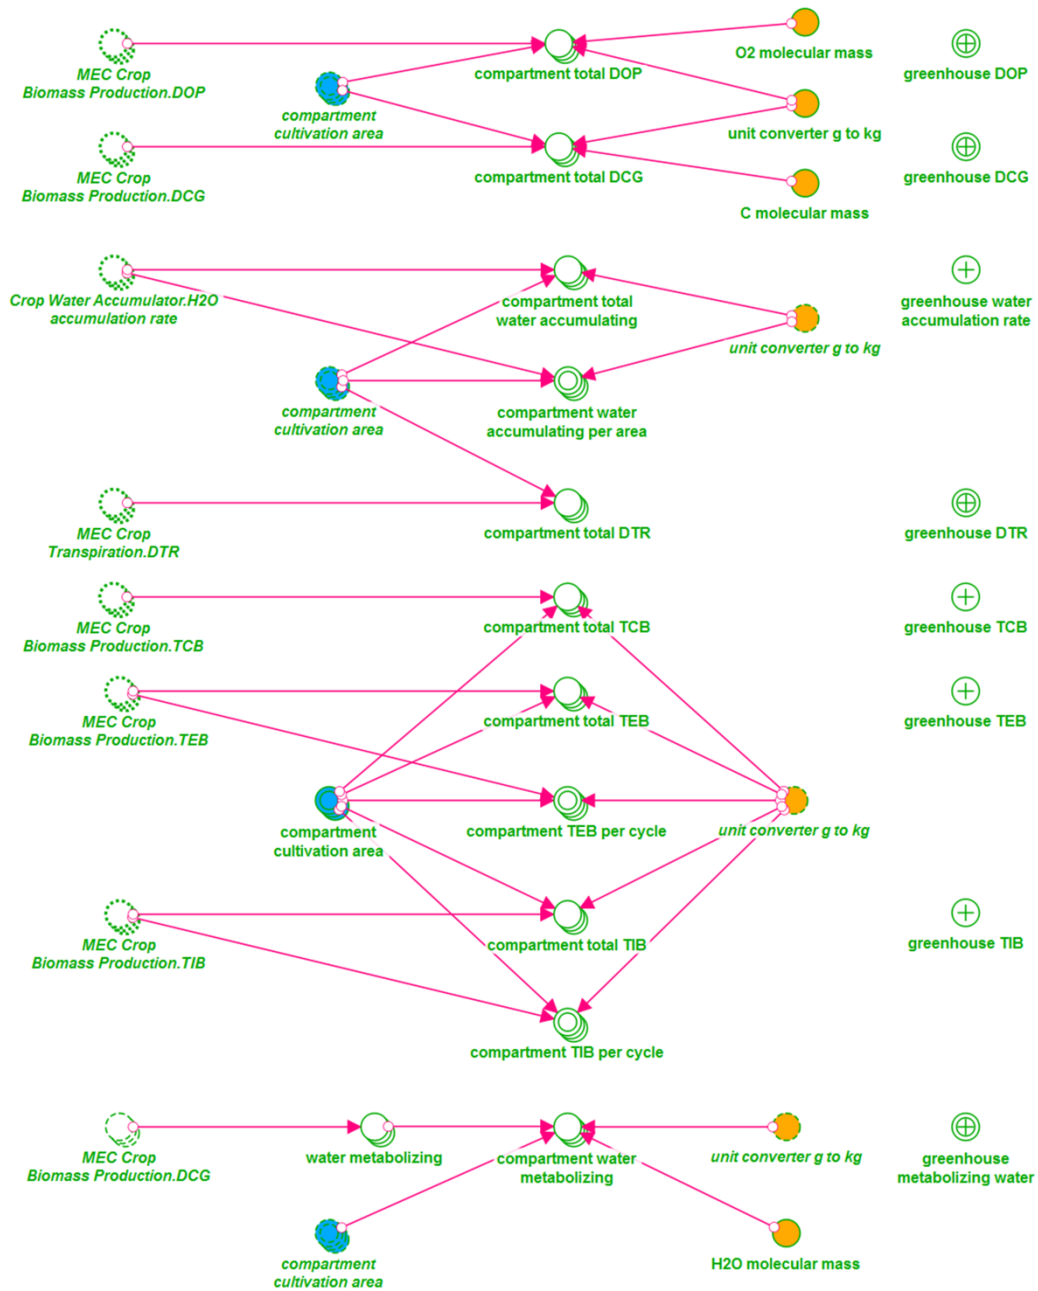 O2 molecular mass
MEC Crop
Biomass Production.DOP
compartment total DOP
greenhouse DOP
compartment
cultivation area
unit converter g to kg
MEC Crop
Biomass Production.DCG
compartment total DCG
greenhouse DCG
C molecular mass
Crop Water Accumulator.H2O
accumulation rate
compartment total
water accumulating
greenhouse water
accumulation rate
unit converter g to kg
compartment
cultivation area
compartment water
accumulating per area
MEC Crop
Transpiration.DTR
compartment total DTR
greenhouse DTR
MEC Crop
Biomass Production.TCB
compartment total TCB
greenhouse TCB
MEC Crop
Biomass Production.TEB
compartment total TEB
greenhouse TEB
compartment
cultivation area
compartment TEB per cycle
unit converter g to kg
MEC Crop
Biomass Production.TIB
compartment total TIB
greenhouse TIB
compartment TIB per cycle
MEC Crop
Biomass Production.DCG
water metabolizing
compartment water
metabolizing
unit converter g to kg
greenhouse
metabolizing water
compartment
cultivation area
H2O molecular mass